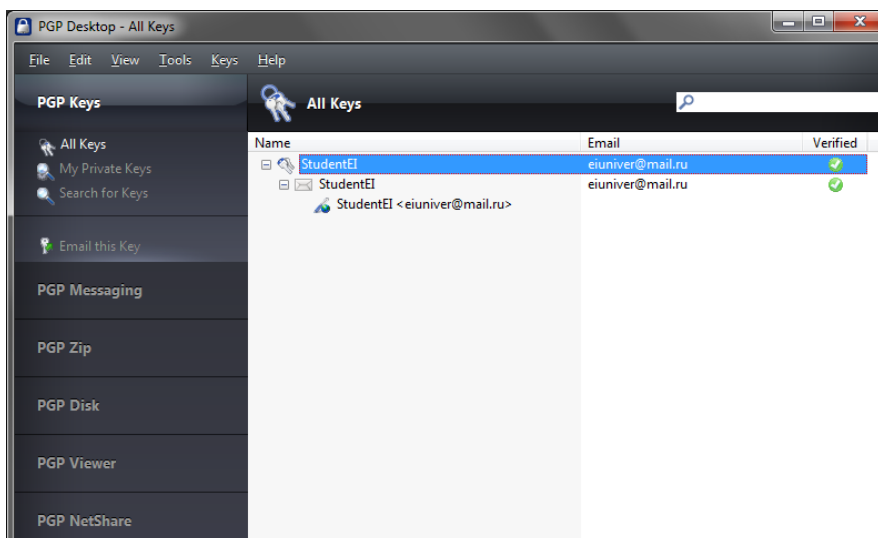 PGP Desktop - All Keys
File Edit View Tools Keys Help
PGP Keys
All Keys
My Private Keys
Search for Keys
Email this Key
PGP Messaging
PGP Zip
PGP Disk
PGP Viewer
PGP NetShare
All Keys
Name Email Verified
StudentEI eiuniver@mail.ru
StudentEI eiuniver@mail.ru
StudentEI <eiuniver@mail.ru>